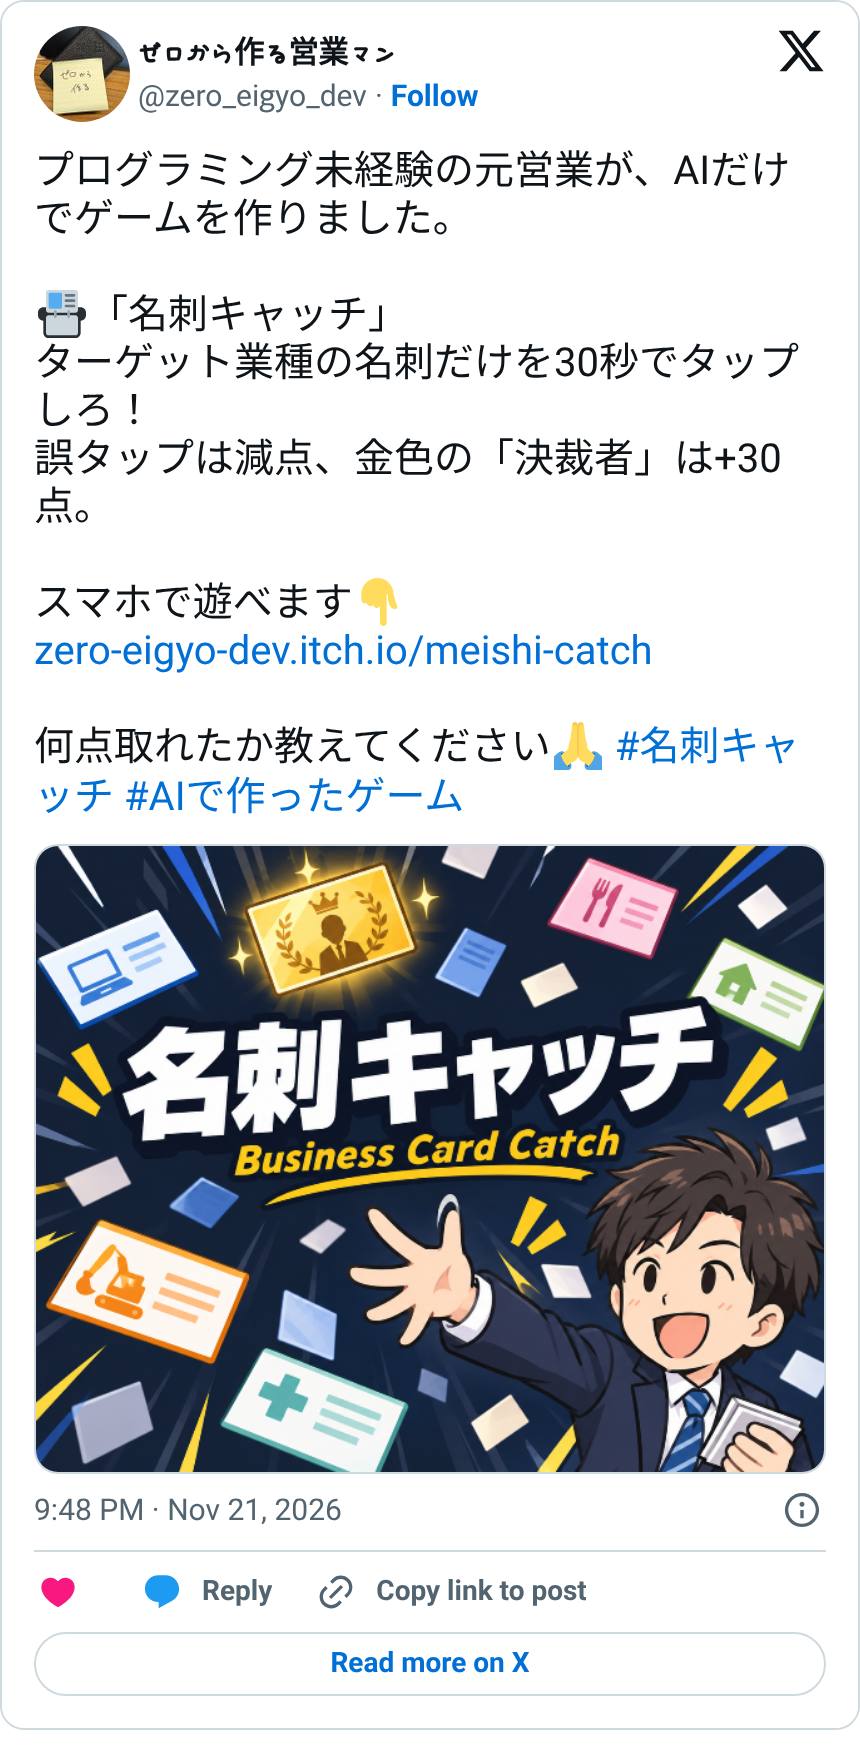 ゼロから作る営業マン
@zero_eigyo_dev · Follow
プログラミング未経験の元営業が、AIだけ
でゲームを作りました。
📇「名刺キャッチ」
ターゲット業種の名刺だけを30秒でタップ
しろ！
誤タップは減点、金色の「決裁者」は+30
点。
スマホで遊べます👇
zero-eigyo-dev.itch.io/meishi-catch
何点取れたか教えてください🙏 #名刺キャ
ッチ #AIで作ったゲーム
名刺キャッチ
Business Card Catch
9:48 PM · Nov 21, 2026
Reply
Copy link to post
Read more on X
ゼロから
作る